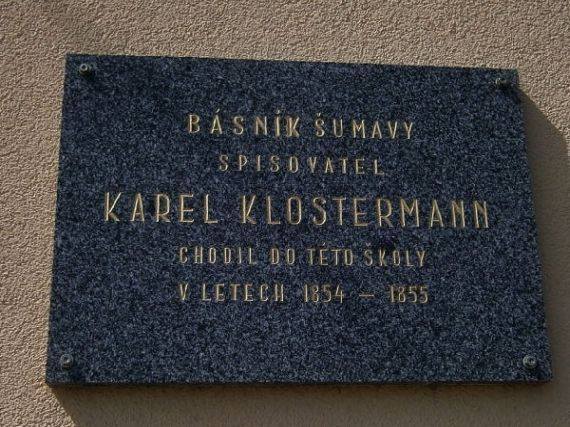 BÁSNÍK ŠUMAVY
SPISOVATEL
KAREL KLOSTERMANN
CHODIL DO TÉTO ŠKOLY
V LETECH 1854 – 1855